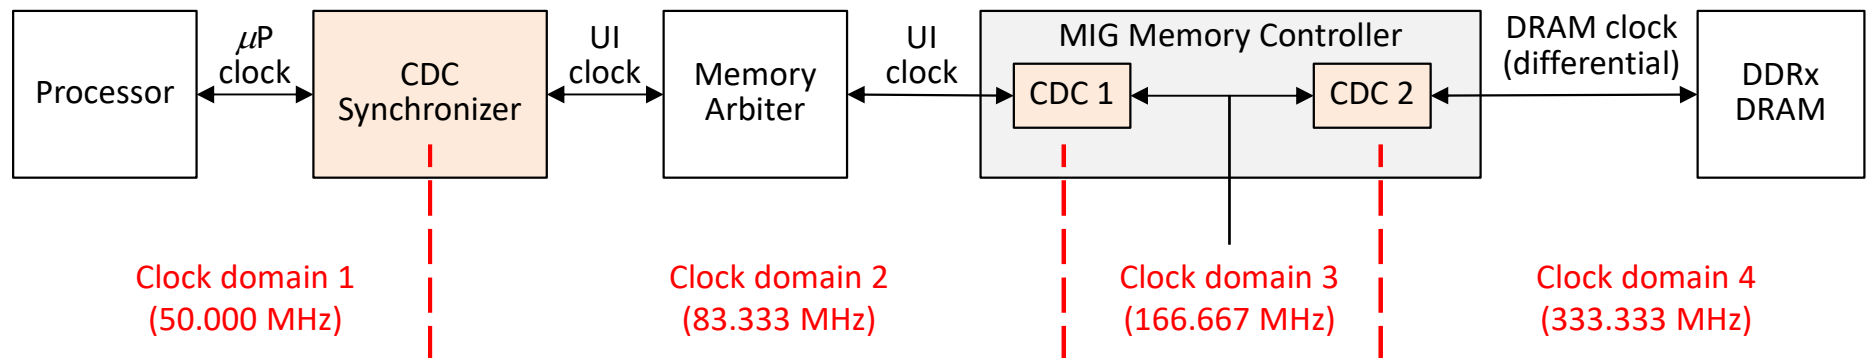 Processor
μP
clock
CDC
Synchronizer
UI
clock
Memory
Arbiter
UI
clock
MIG Memory Controller
CDC 1
CDC 2
DRAM clock
(differential)
DDRx
DRAM
Clock domain 1
(50.000 MHz)
Clock domain 2
(83.333 MHz)
Clock domain 3
(166.667 MHz)
Clock domain 4
(333.333 MHz)